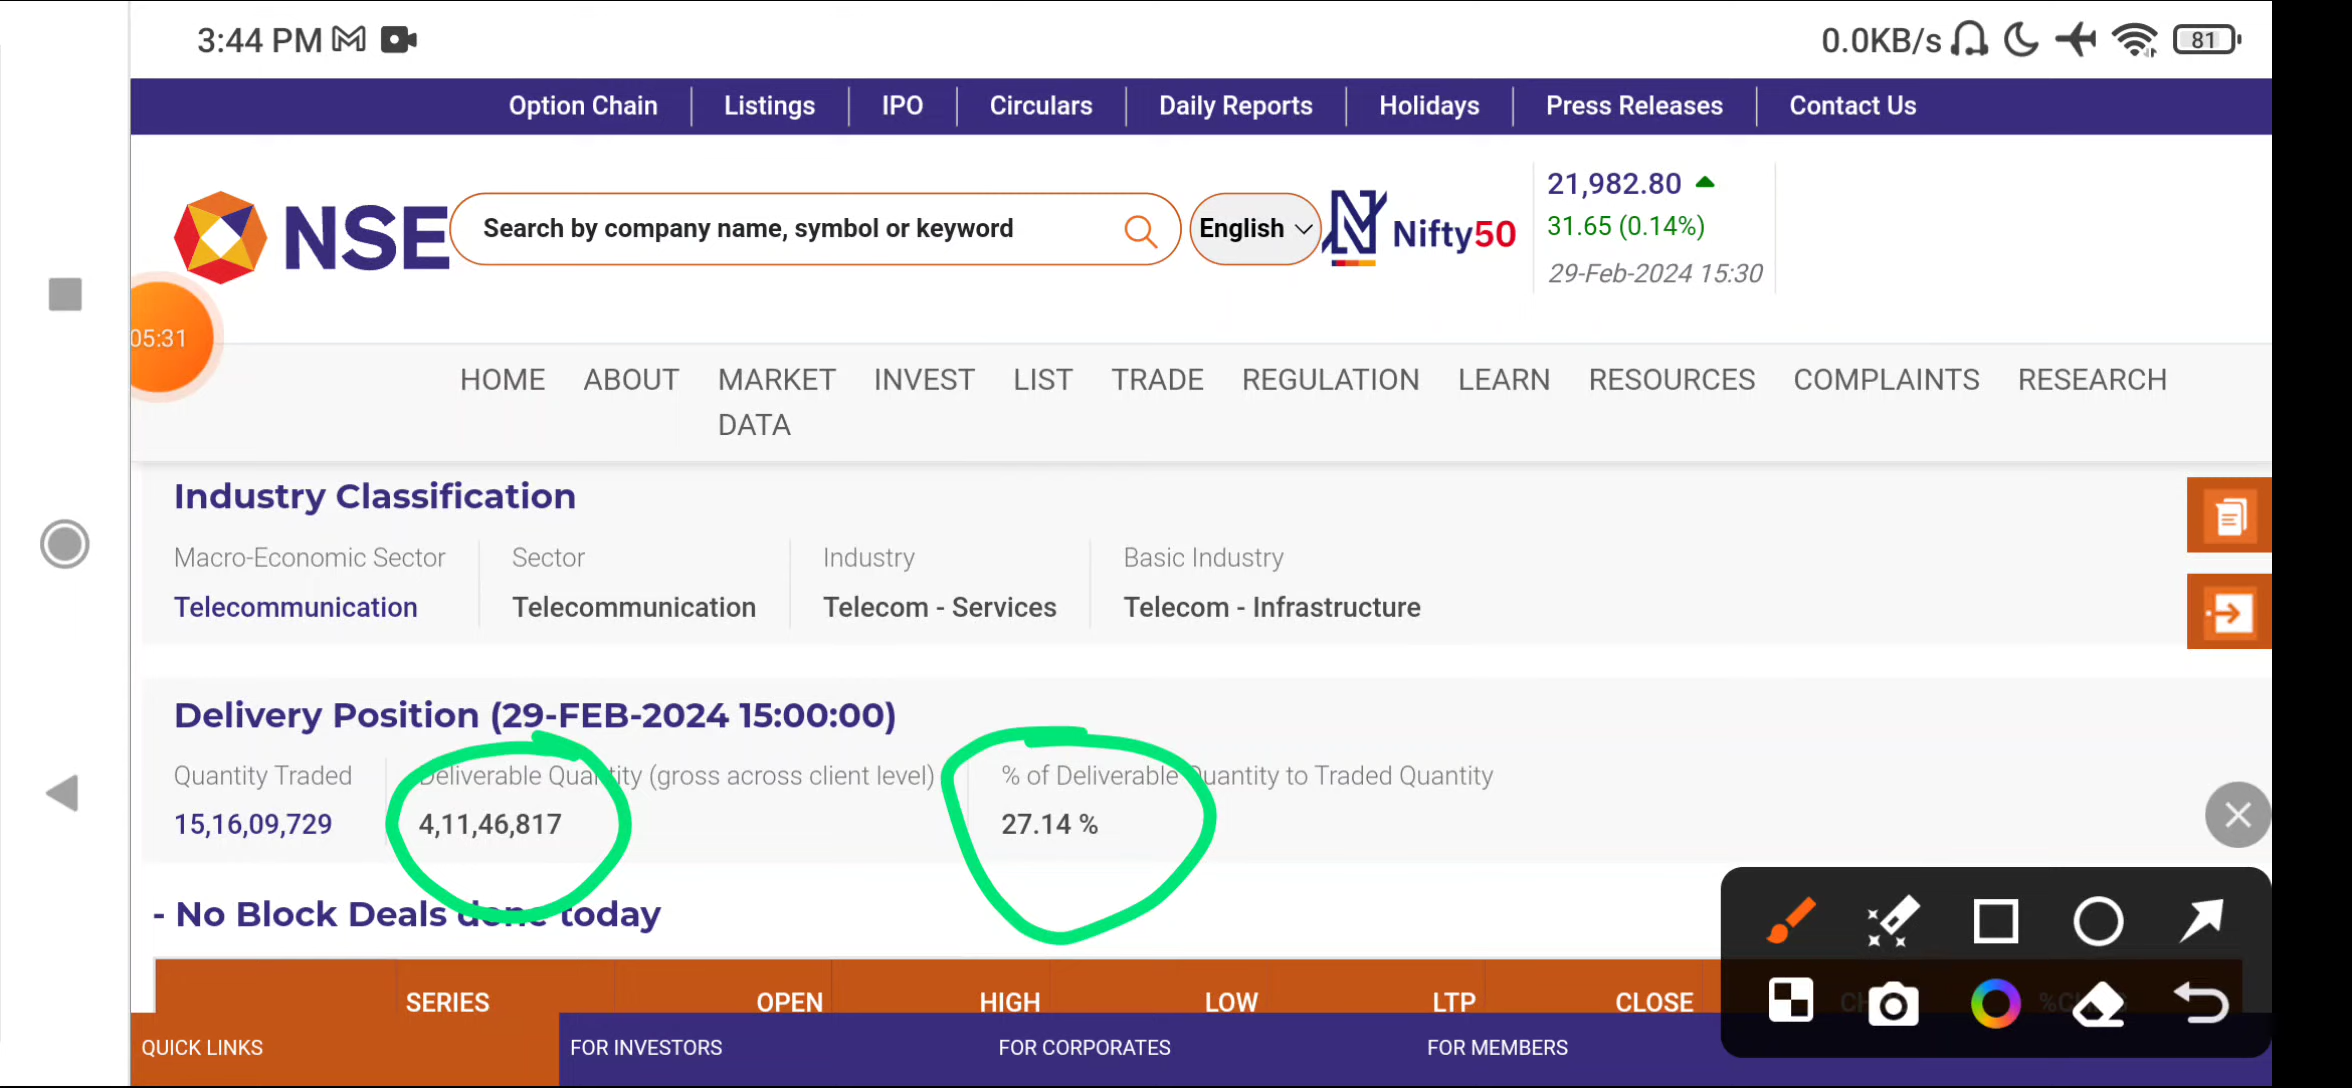 3:44 PM
0.0KB/s
81
Option Chain Listings IPO Circulars Daily Reports Holidays Press Releases Contact Us
NSE
Search by company name, symbol or keyword
English
Nifty50
21,982.80
31.65 (0.14%)
29-Feb-2024 15:30
05:31
HOME ABOUT MARKET DATA INVEST LIST TRADE REGULATION LEARN RESOURCES COMPLAINTS RESEARCH
Industry Classification
Macro-Economic Sector Sector Industry Basic Industry
Telecommunication Telecommunication Telecom - Services Telecom - Infrastructure
Delivery Position (29-FEB-2024 15:00:00)
Quantity Traded Deliverable Quantity (gross across client level) % of Deliverable Quantity to Traded Quantity
15,16,09,729 4,11,46,817 27.14 %
- No Block Deals done today
SERIES OPEN HIGH LOW LTP CLOSE
QUICK LINKS FOR INVESTORS FOR CORPORATES FOR MEMBERS